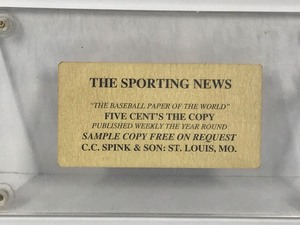 THE SPORTING NEWS
"THE BASEBALL PAPER OF THE WORLD"
FIVE CENT'S THE COPY
PUBLISHED WEEKLY THE YEAR ROUND
SAMPLE COPY FREE ON REQUEST
C.C. SPINK & SON: ST. LOUIS, MO.